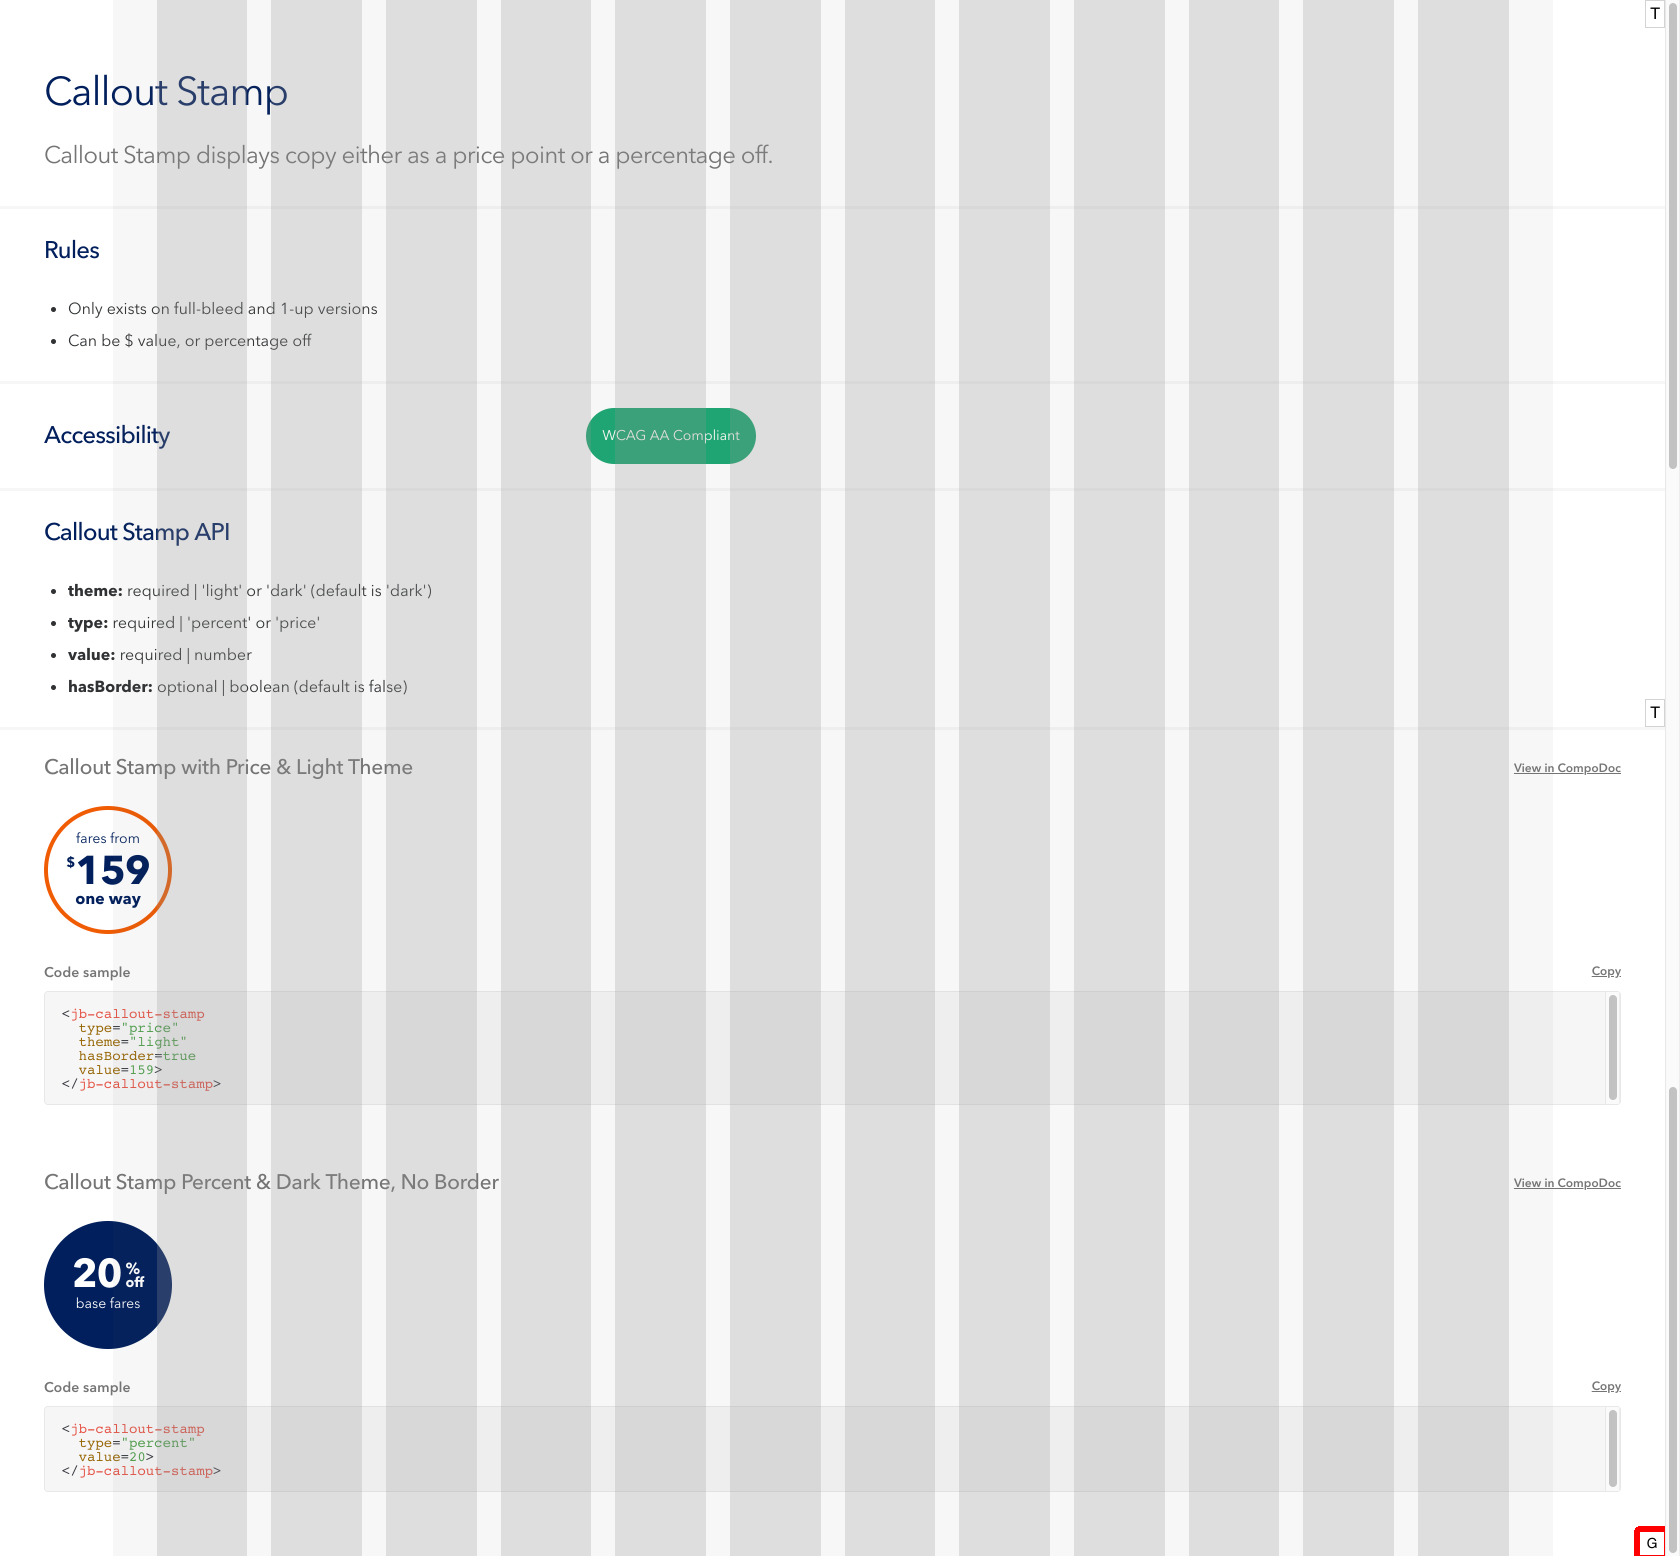 T
Callout Stamp
Callout Stamp displays copy either as a price point or a percentage off.
Rules
• Only exists on full-bleed and 1-up versions
• Can be $ value, or percentage off
Accessibility
WCAG AA Compliant
Callout Stamp API
• theme: required | 'light' or 'dark' (default is 'dark')
• type: required | 'percent' or 'price'
• value: required | number
• hasBorder: optional | boolean (default is false)
T
Callout Stamp with Price & Light Theme
View in CompoDoc
fares from
$159
one way
Code sample
Copy
<jb-callout-stamp
  type="price"
  theme="light"
  hasBorder=true
  value=159>
</jb-callout-stamp>
Callout Stamp Percent & Dark Theme, No Border
View in CompoDoc
20 % off
base fares
Code sample
Copy
<jb-callout-stamp
  type="percent"
  value=20>
</jb-callout-stamp>
G